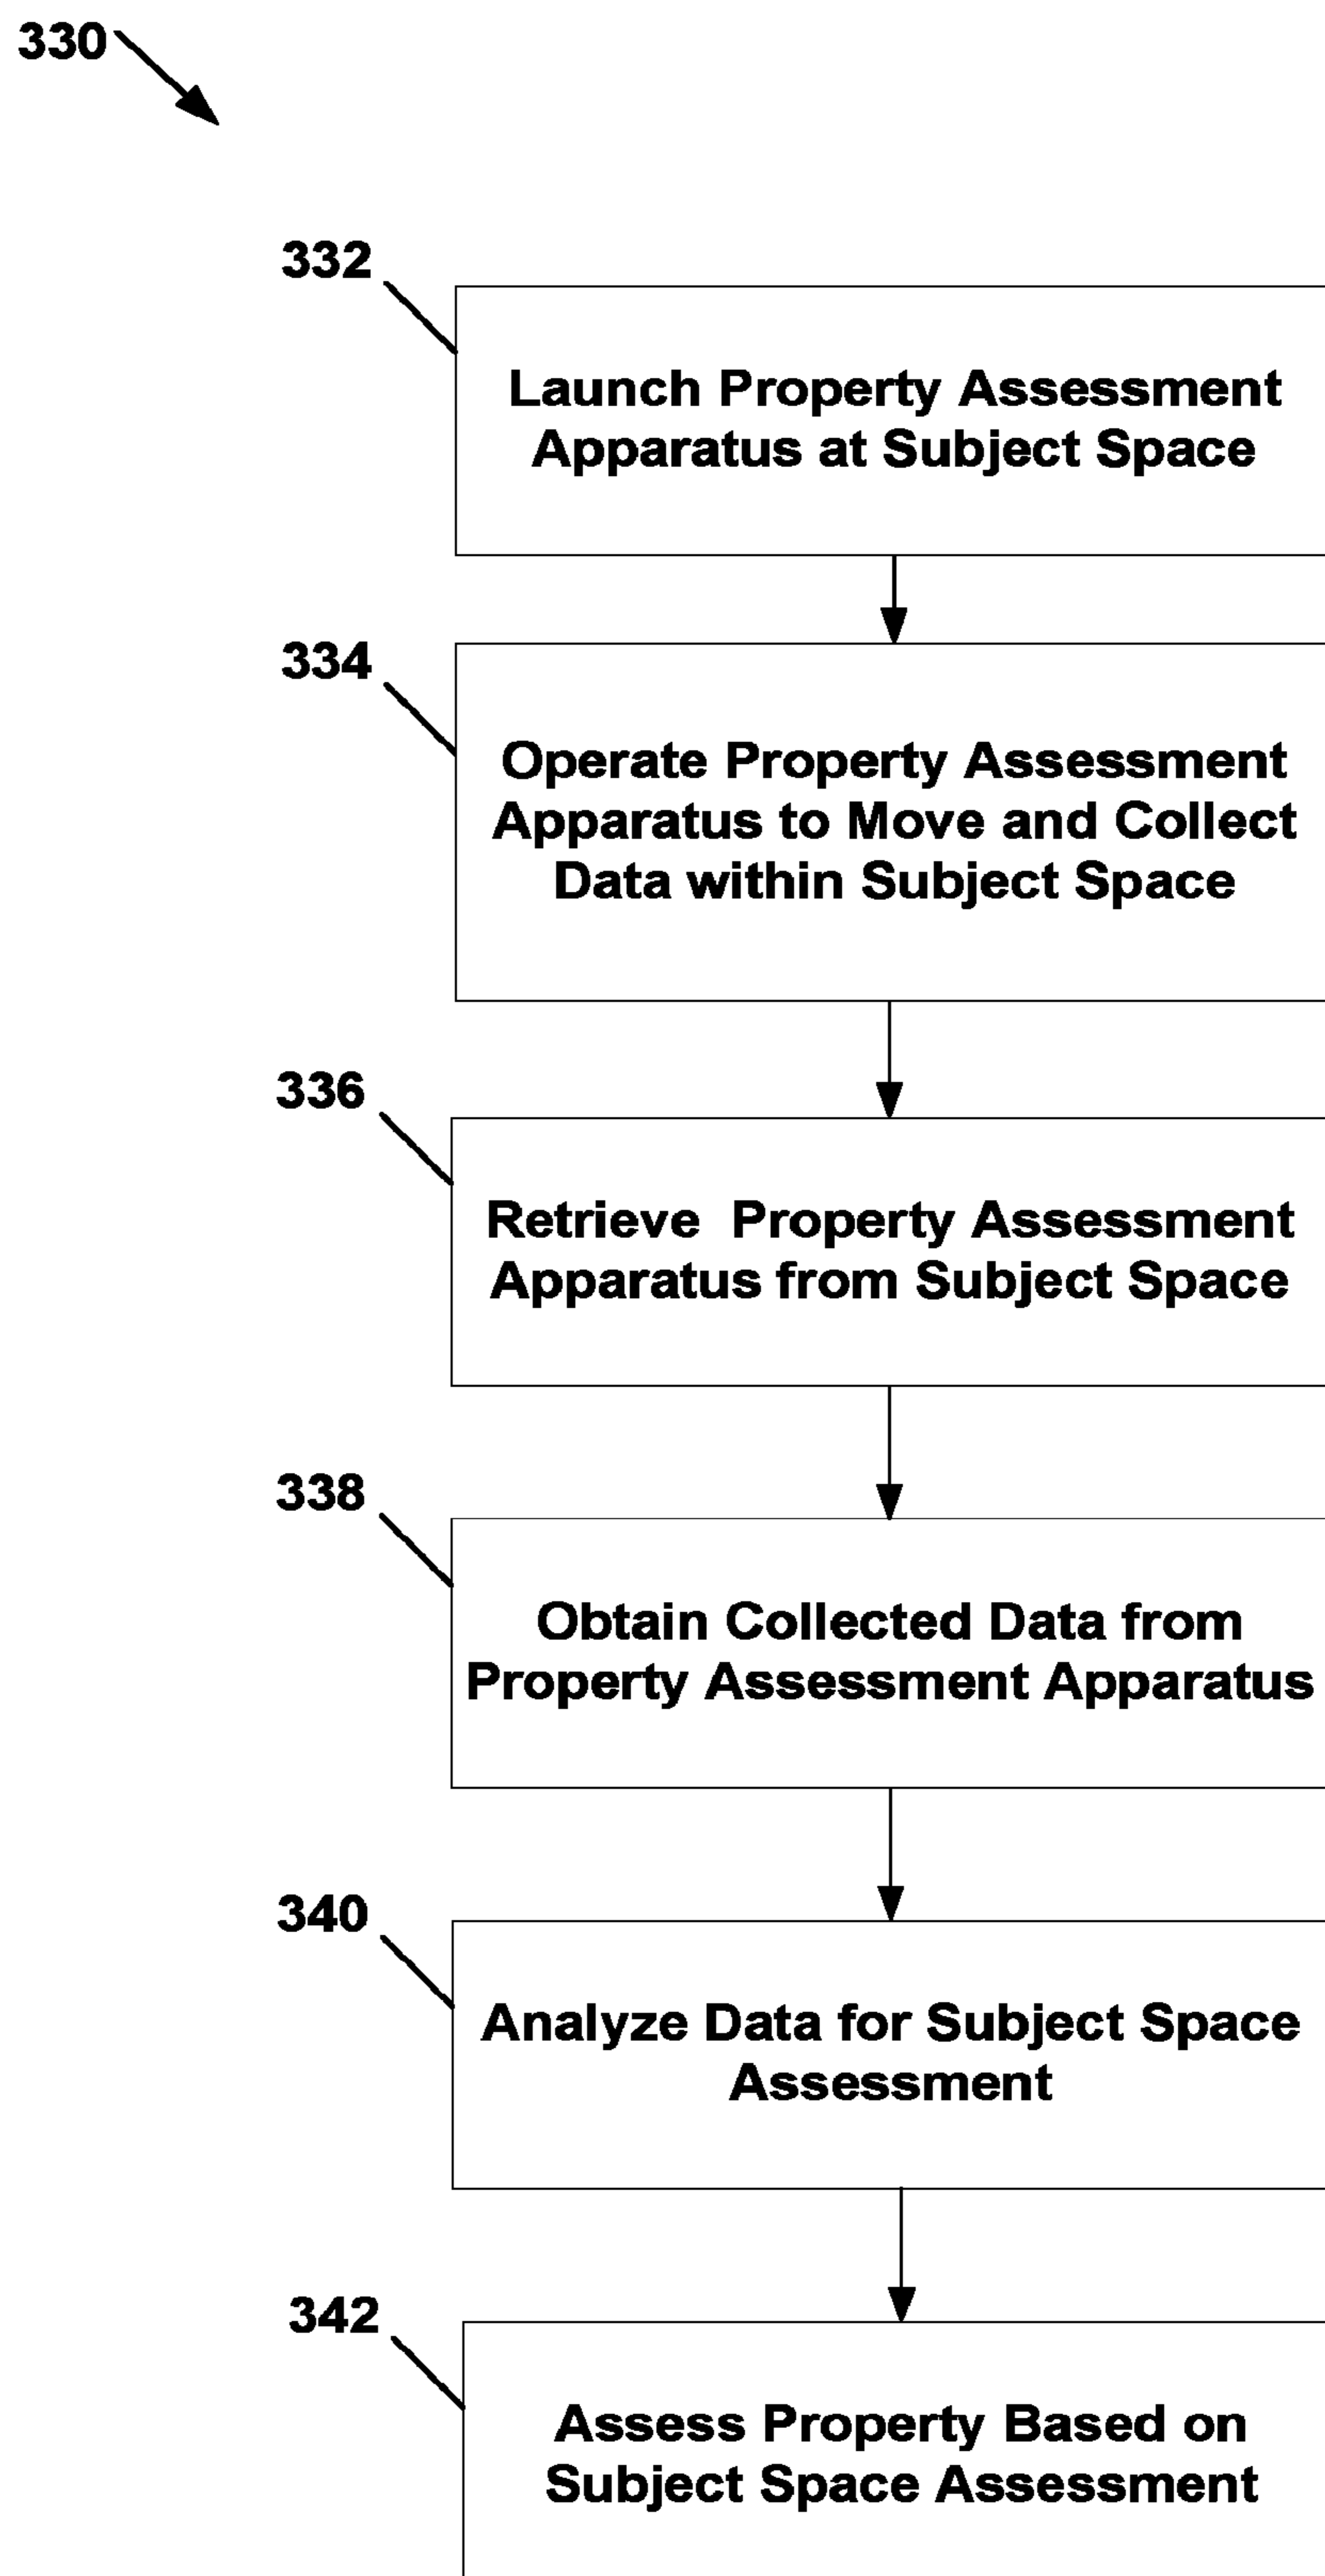 330
332
Launch Property Assessment
Apparatus at Subject Space
334
Operate Property Assessment
Apparatus to Move and Collect
Data within Subject Space
336
Retrieve Property Assessment
Apparatus from Subject Space
338
Obtain Collected Data from
Property Assessment Apparatus
340
Analyze Data for Subject Space
Assessment
342
Assess Property Based on
Subject Space Assessment